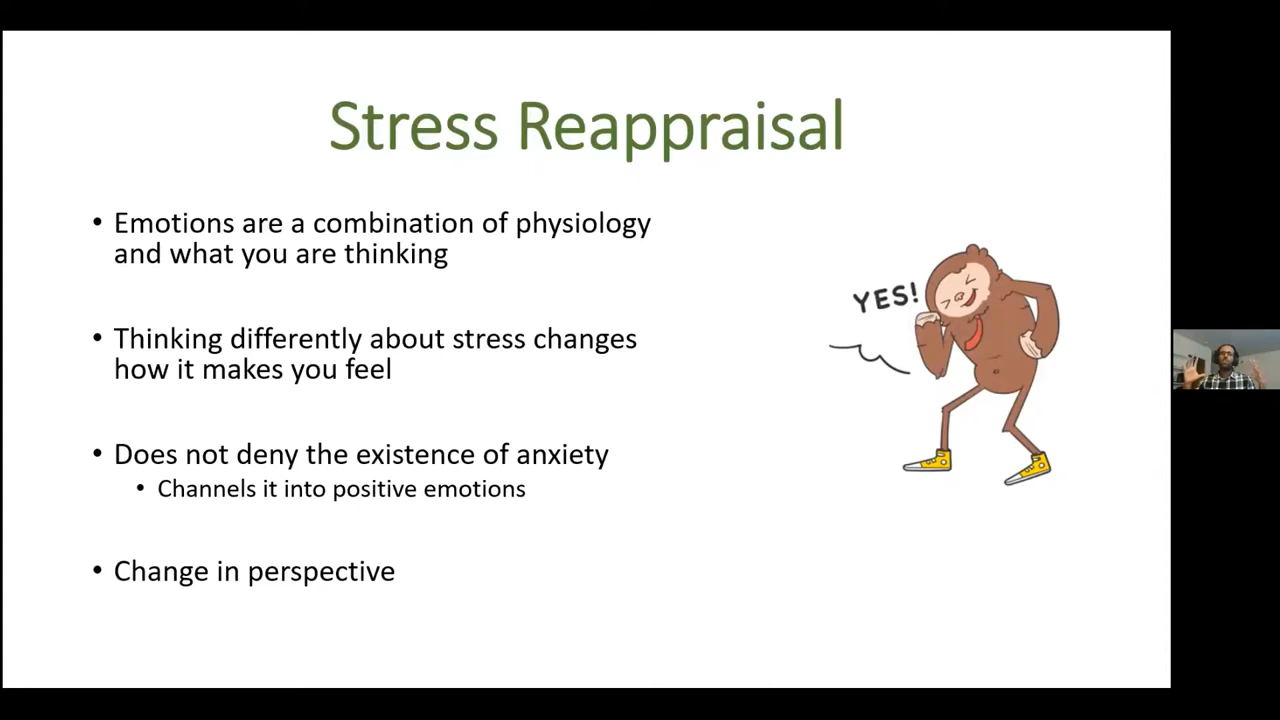 Stress Reappraisal
• Emotions are a combination of physiology
and what you are thinking
• Thinking differently about stress changes
how it makes you feel
• Does not deny the existence of anxiety
• Channels it into positive emotions
• Change in perspective
YES!